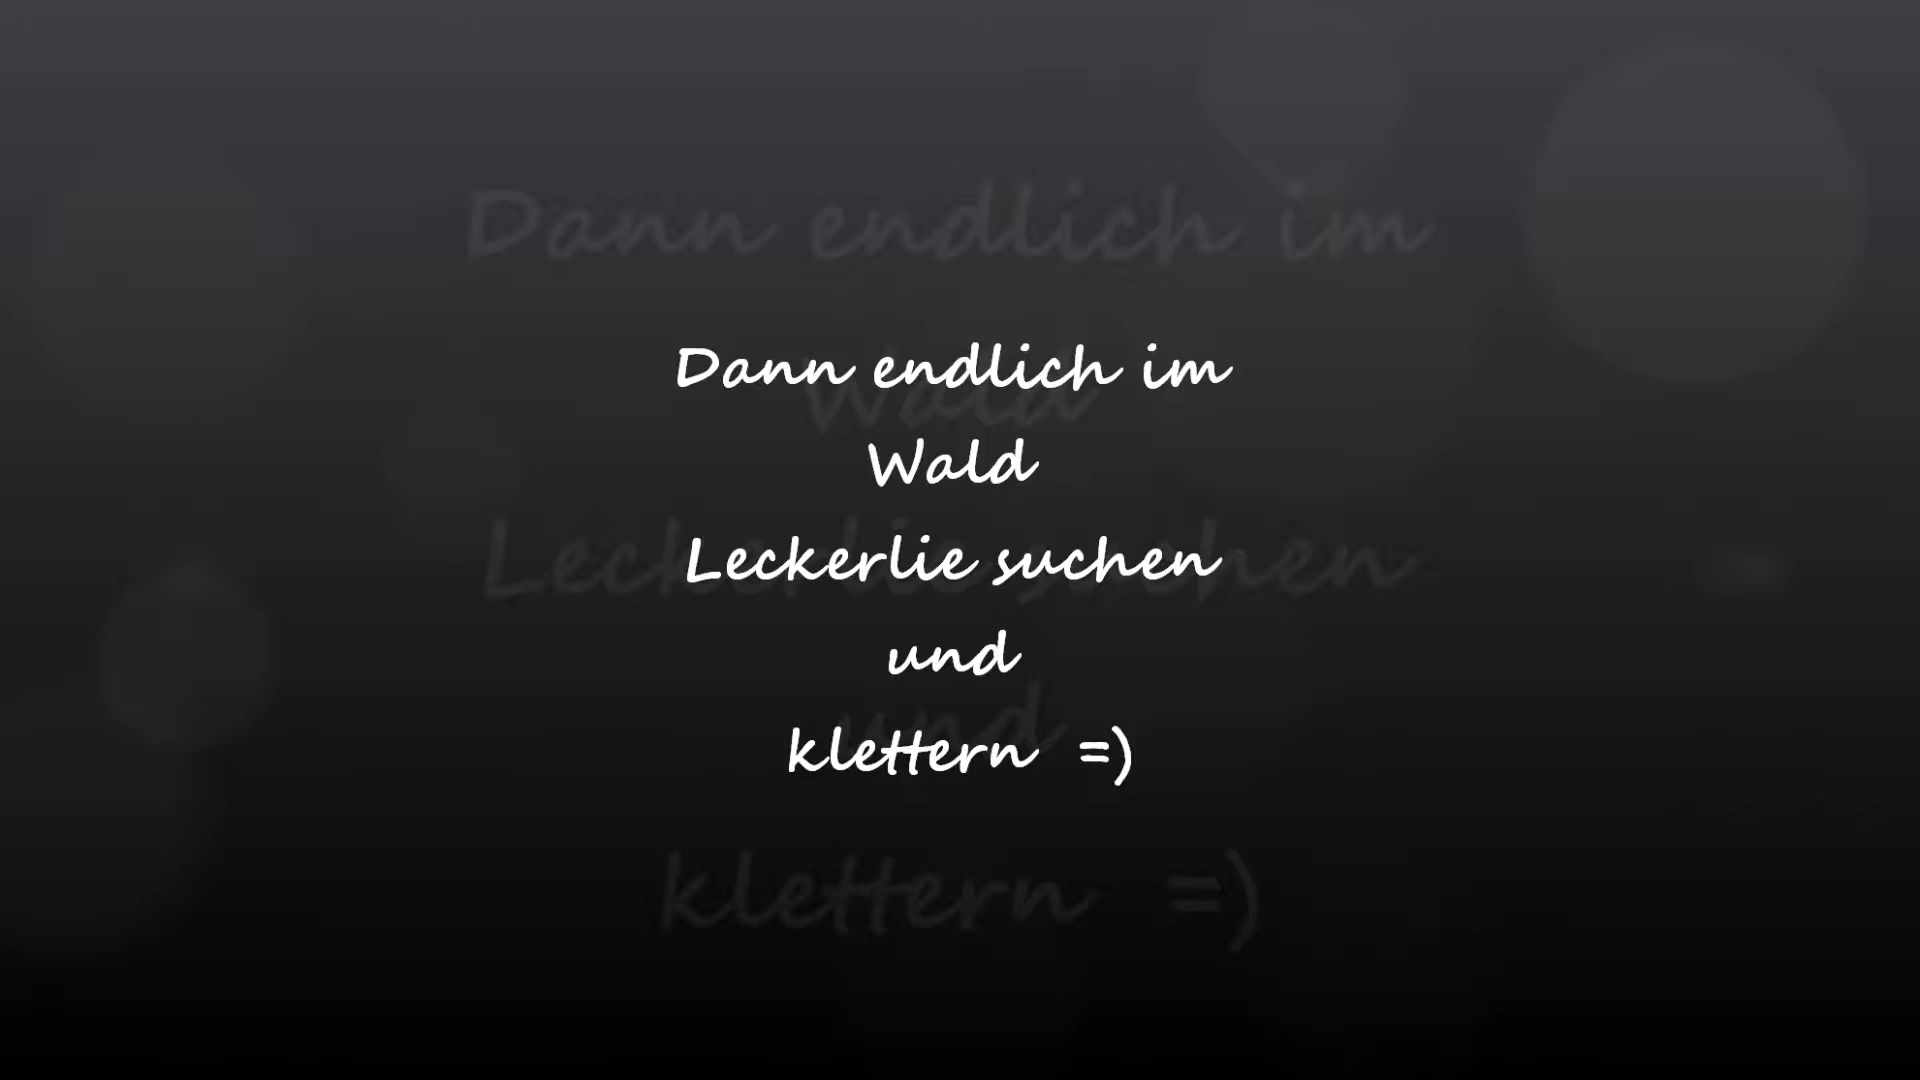 Dann endlich im
Wald
Leckerlie suchen
und
klettern =)